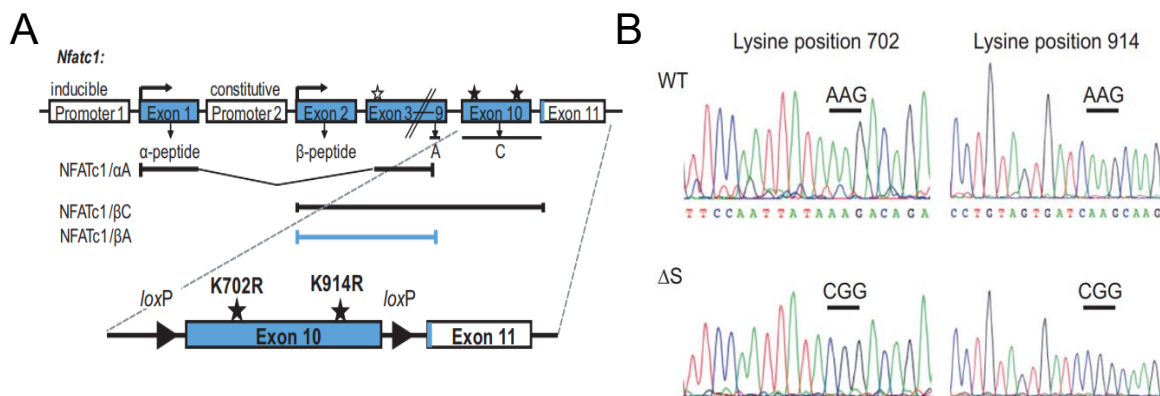 A
Nfatc1:
inducible
constitutive
Promoter 1
Exon 1
Promoter 2
Exon 2
Exon 3
9
Exon 10
Exon 11
α-peptide
β-peptide
A
C
NFATc1/αA
NFATc1/βC
NFATc1/βA
loxP
K702R
K914R
loxP
Exon 10
Exon 11
B
Lysine position 702
Lysine position 914
WT
AAG
AAG
T T C C A A T T A T A A A G A C A G A
C C T G T A G T G A T C A A G C A A G
ΔS
CGG
CGG